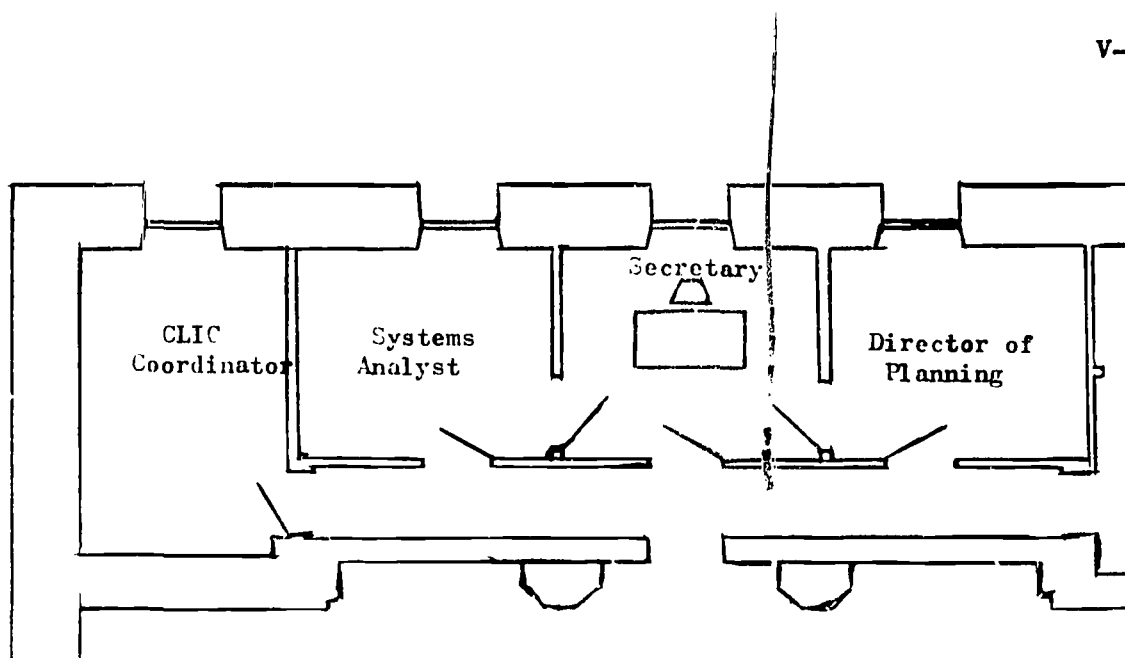 V-
Secretary
CLIC
Coordinator
Systems
Analyst
Director of
Planning